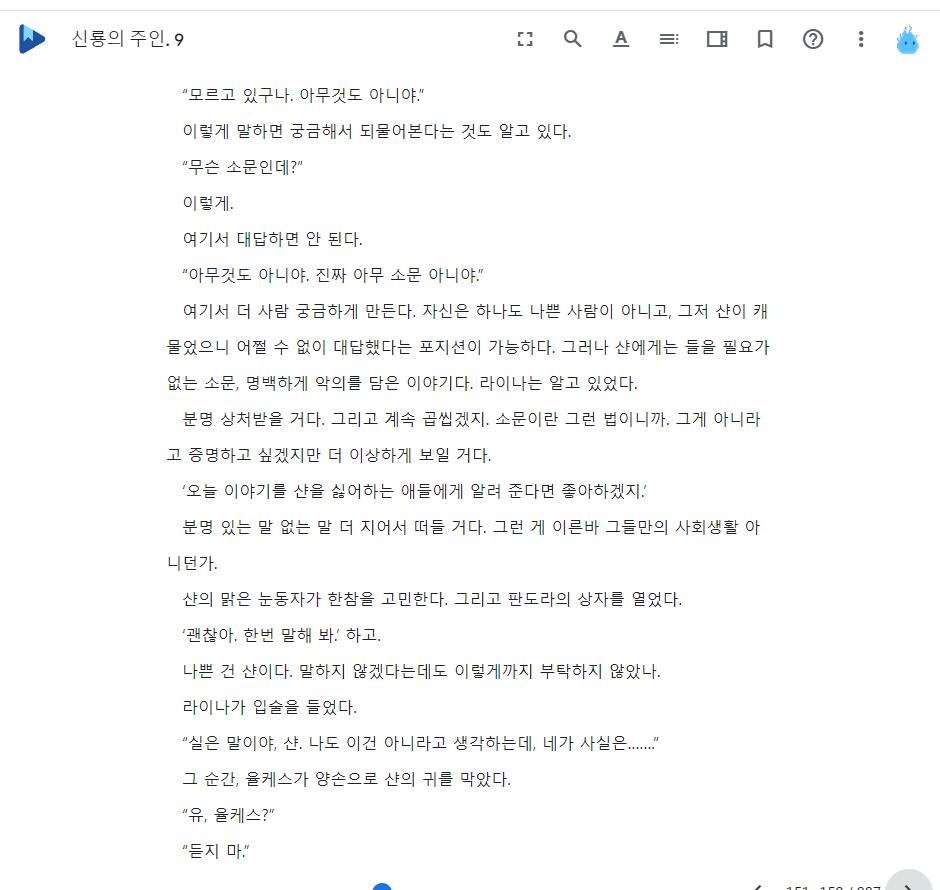 신룡의 주인. 9
“모르고 있구나. 아무것도 아니야.”
이렇게 말하면 궁금해서 되물어본다는 것도 알고 있다.
“무슨 소문인데?”
이렇게.
여기서 대답하면 안 된다.
“아무것도 아니야. 진짜 아무 소문 아니야.”
여기서 더 사람 궁금하게 만든다. 자신은 하나도 나쁜 사람이 아니고, 그저 샨이 캐
물었으니 어쩔 수 없이 대답했다는 포지션이 가능하다. 그러나 샨에게는 들을 필요가
없는 소문, 명백하게 악의를 담은 이야기다. 라이나는 알고 있었다.
분명 상처받을 거다. 그리고 계속 곱씹겠지. 소문이란 그런 법이니까. 그게 아니라
고 증명하고 싶겠지만 더 이상하게 보일 거다.
‘오늘 이야기를 샨을 싫어하는 애들에게 알려 준다면 좋아하겠지.’
분명 있는 말 없는 말 더 지어서 떠들 거다. 그런 게 이른바 그들만의 사회생활 아
니던가.
샨의 맑은 눈동자가 한참을 고민한다. 그리고 판도라의 상자를 열었다.
‘괜찮아. 한번 말해 봐.’ 하고.
나쁜 건 샨이다. 말하지 않겠다는데도 이렇게까지 부탁하지 않았나.
라이나가 입술을 들었다.
“실은 말이야, 샨. 나도 이건 아니라고 생각하는데, 네가 사실은…….”
그 순간, 율케스가 양손으로 샨의 귀를 막았다.
“유, 율케스?”
“듣지 마.”